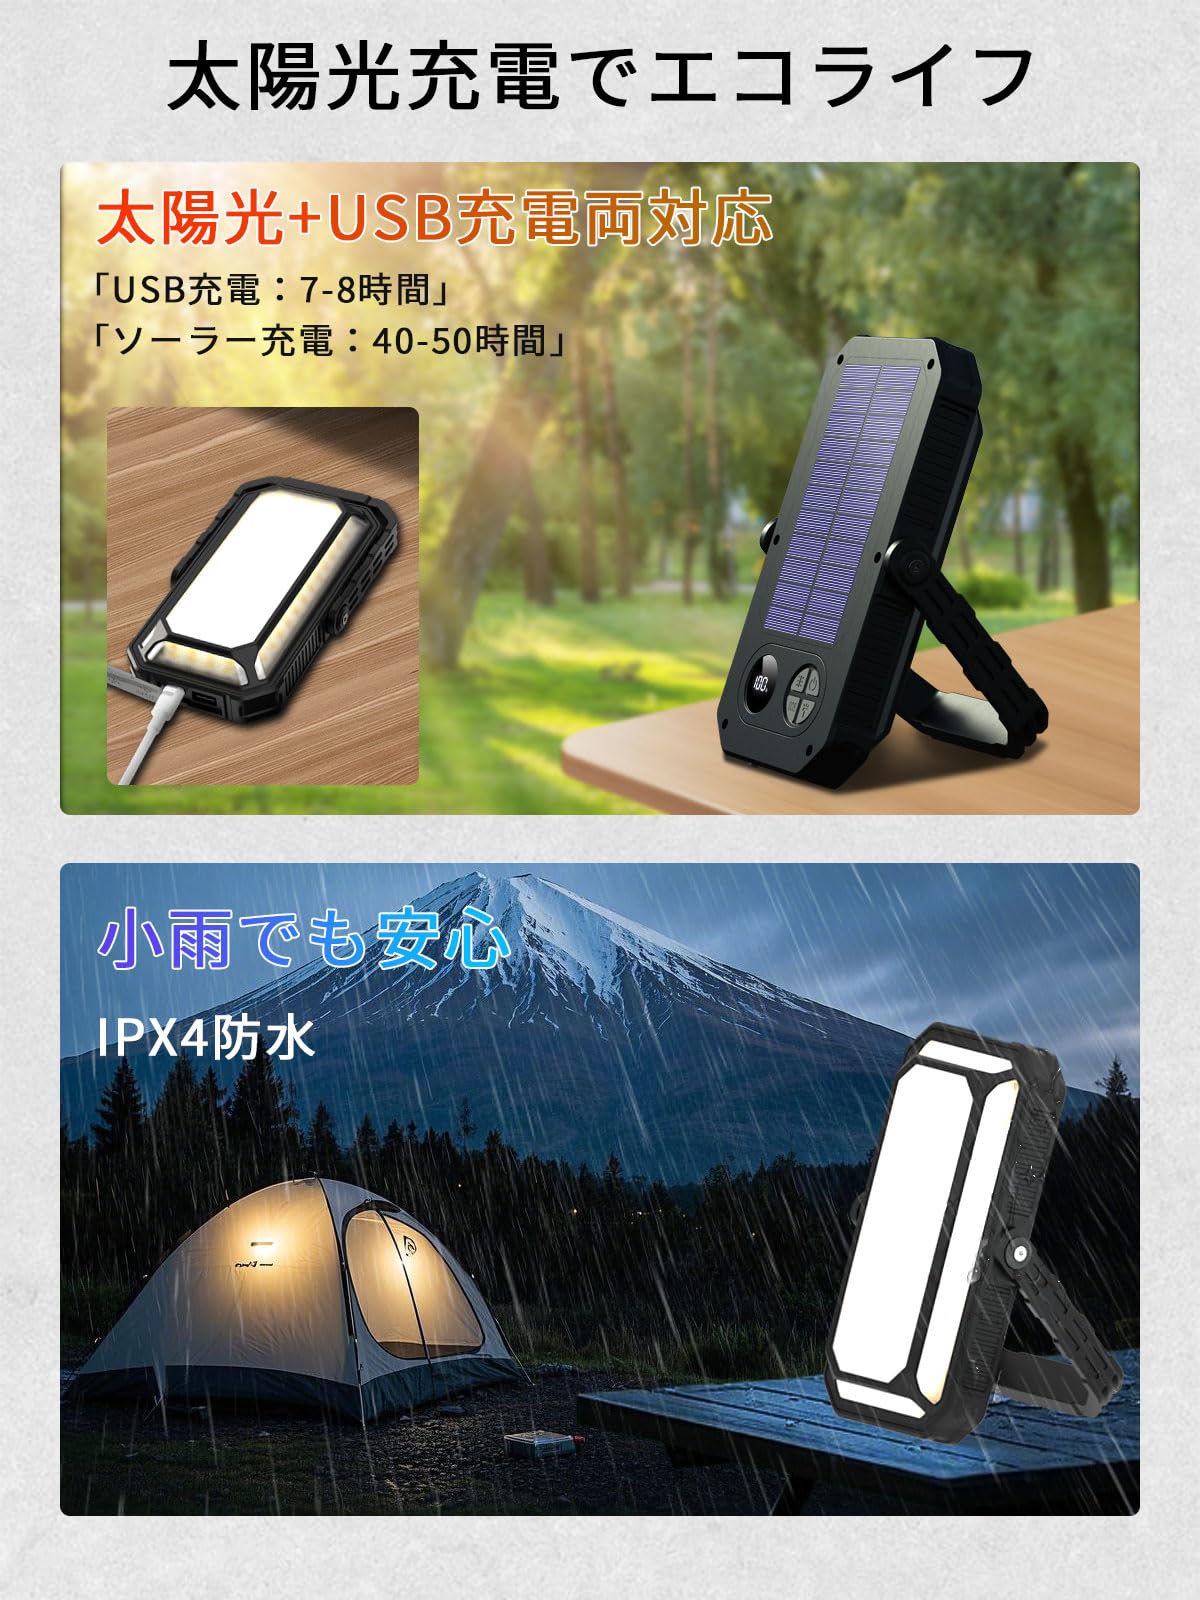 太陽光充電でエコライフ
太陽光+USB充電両対応
「USB充電：7-8時間」
「ソーラー充電：40-50時間」
100%
小雨でも安心
IPX4防水